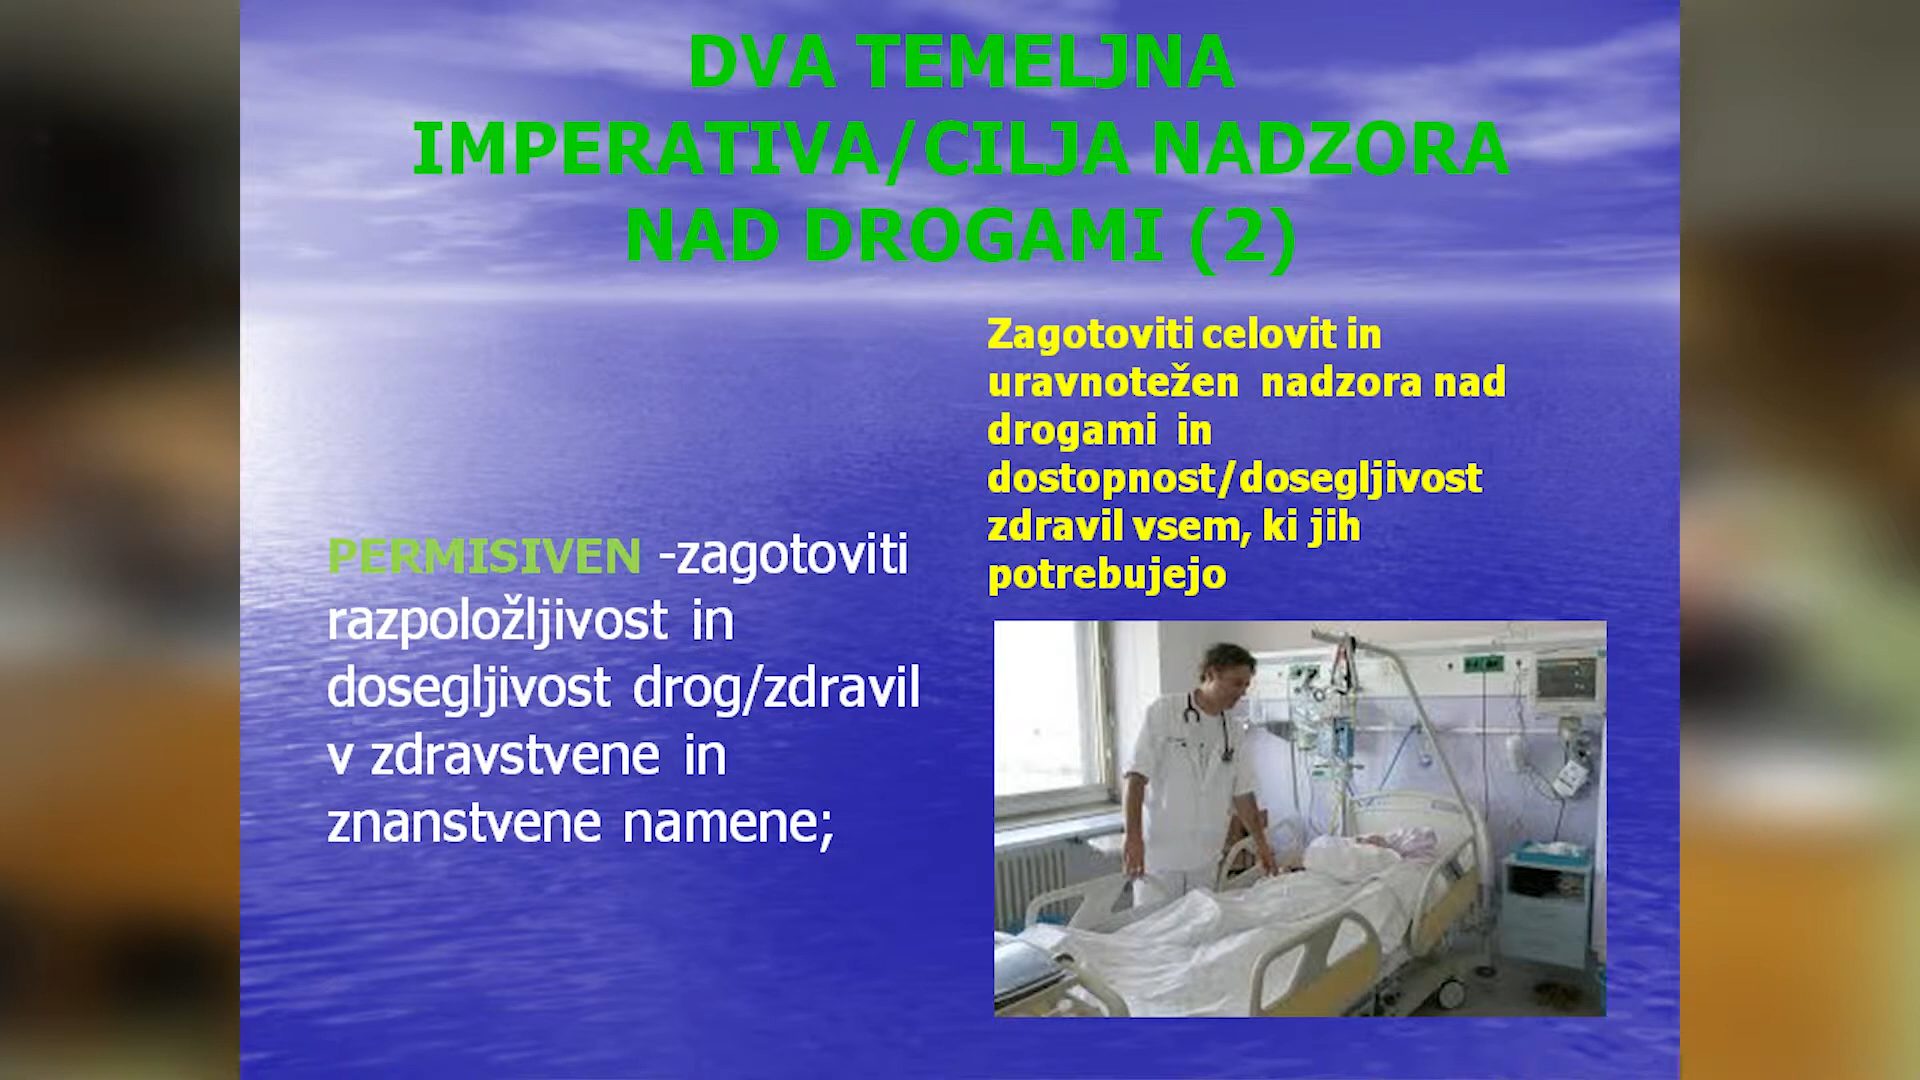 DVA TEMELJNA
IMPERATIVA/CILJA NADZORA
NAD DROGAMI (2)
PERMISIVEN -zagotoviti
razpoložljivost in
dosegljivost drog/zdravil
v zdravstvene in
znanstvene namene;
Zagotoviti celovit in
uravnotežen nadzora nad
drogami in
dostopnost/dosegljivost
zdravil vsem, ki jih
potrebujejo